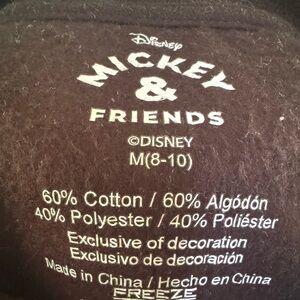 Disney
MICKEY
&
FRIENDS
©DISNEY
M(8-10)
60% Cotton / 60% Algódón
40% Polyester / 40% Poliéster
Exclusive of decoration
Exclusivo de decoración
Made in China / Hecho en China
FREEZE